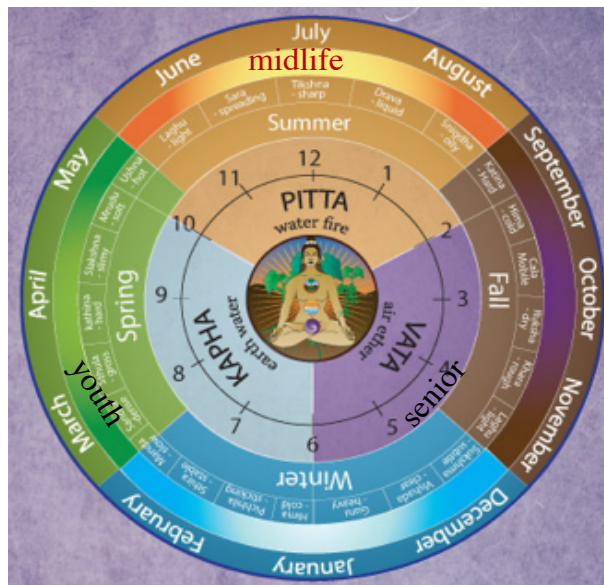 July
June
August
midlife
Tikshna
- sharp
Sara
- spreading
Drava
- liquid
Laghu
- light
Snigdha
- oily
Summer
May
September
Ushna
- hot
Katina
- Hard
Mrudu
- soft
Hima
- cold
12
11
1
PITTA
water fire
10
2
Slakshna
- slimy
Cala
Mobile
April
Spring
9
3
Fall
October
kathina
- hard
Ruksha
- dry
KAPHA
earth water
VATA
air ether
8
4
Sthula
- gross
Khara
- rough
youth
senior
March
November
7
5
6
- dense
Laghu
light
Manda
- slow
Sukshma
subtle
Sthira
- stable
Vishada
- clear
Picchila
sticking
Hima
- cold
Guru
- heavy
Winter
February
December
January